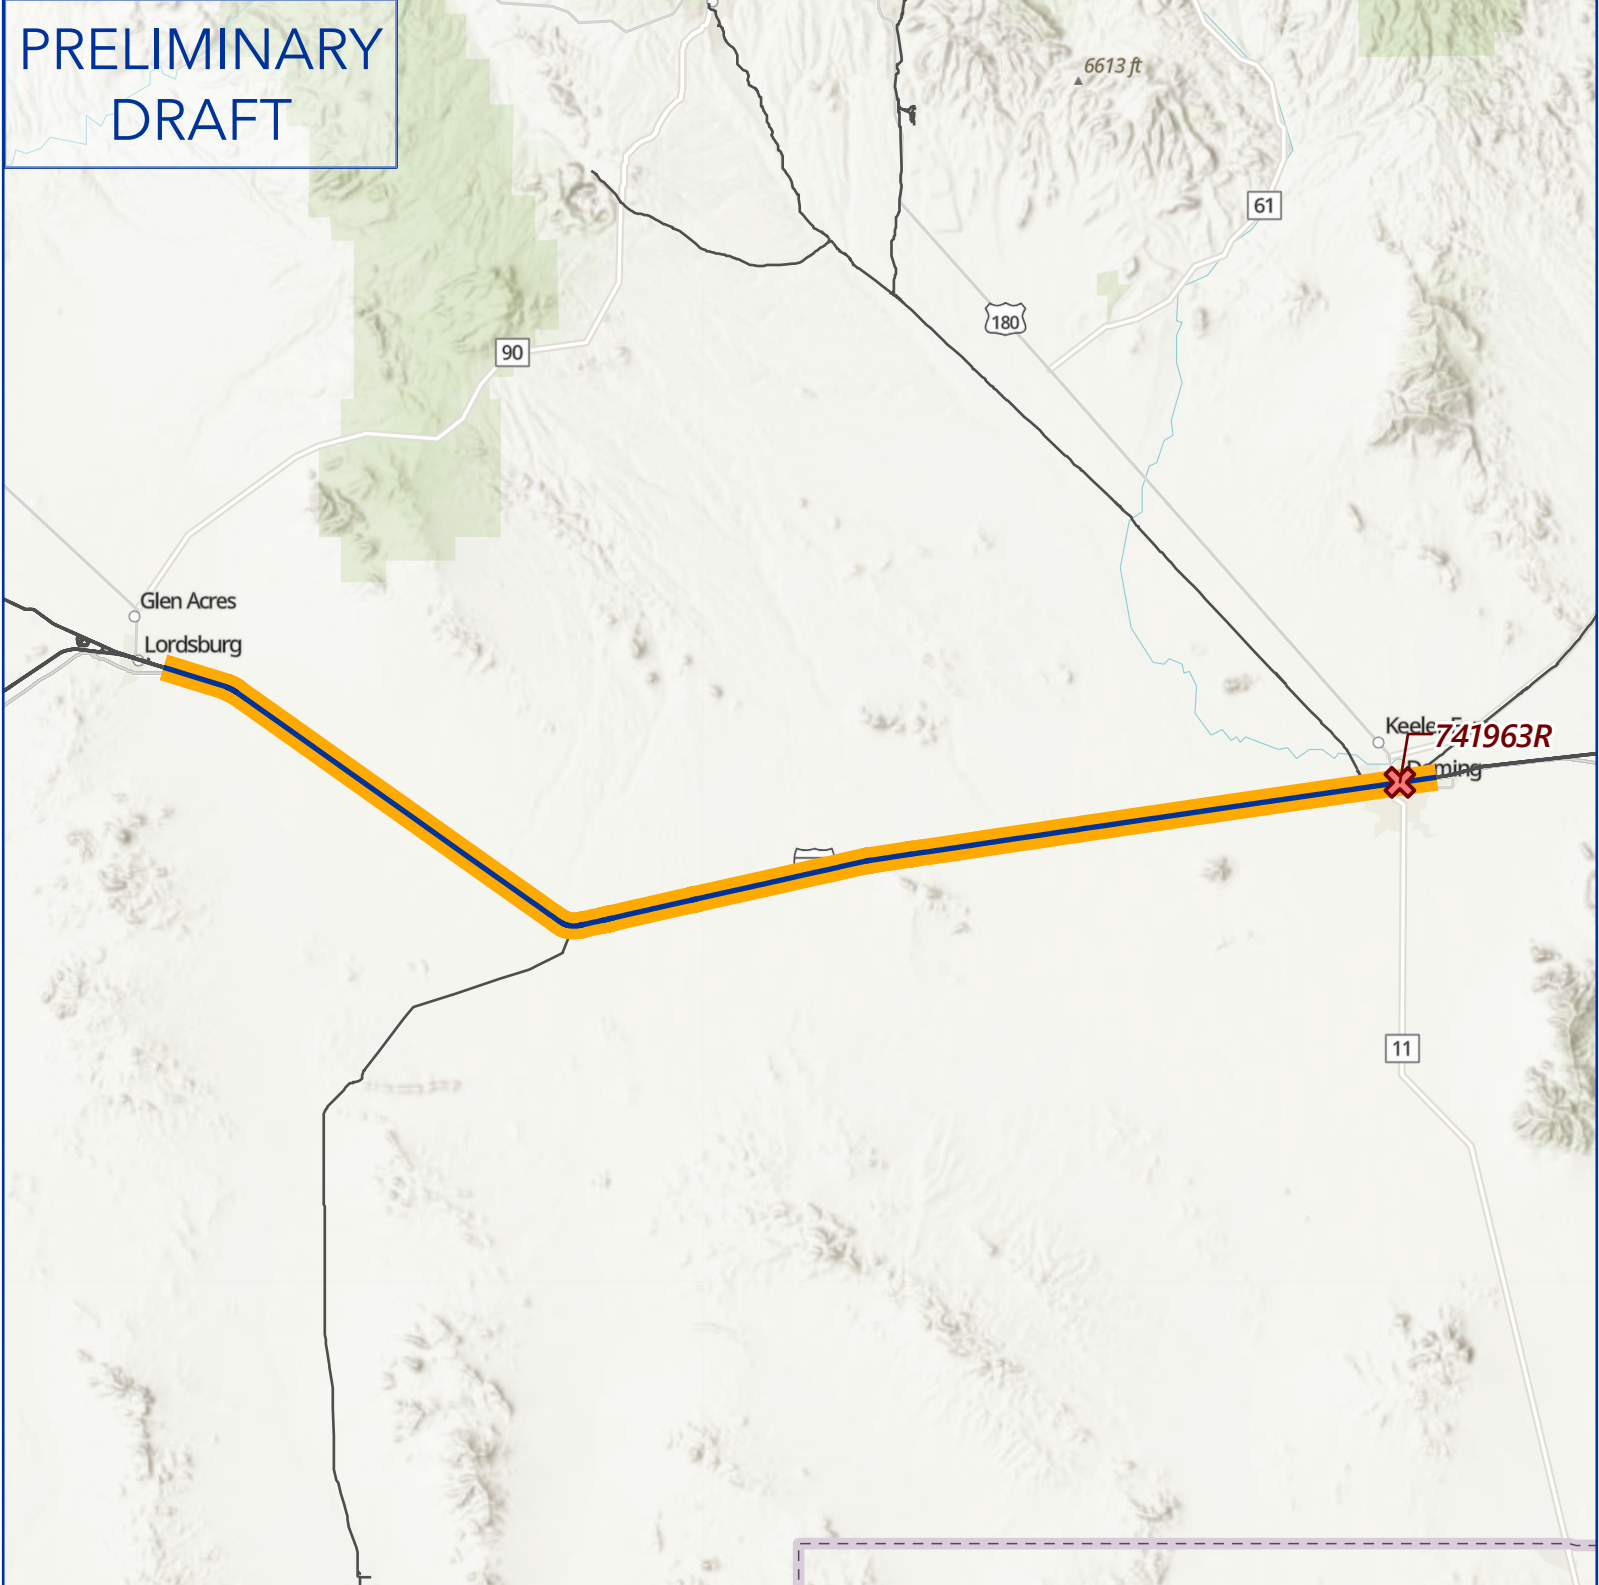 PRELIMINARY
DRAFT
6613 ft
61
180
90
Glen Acres
Lordsburg
741963R
11